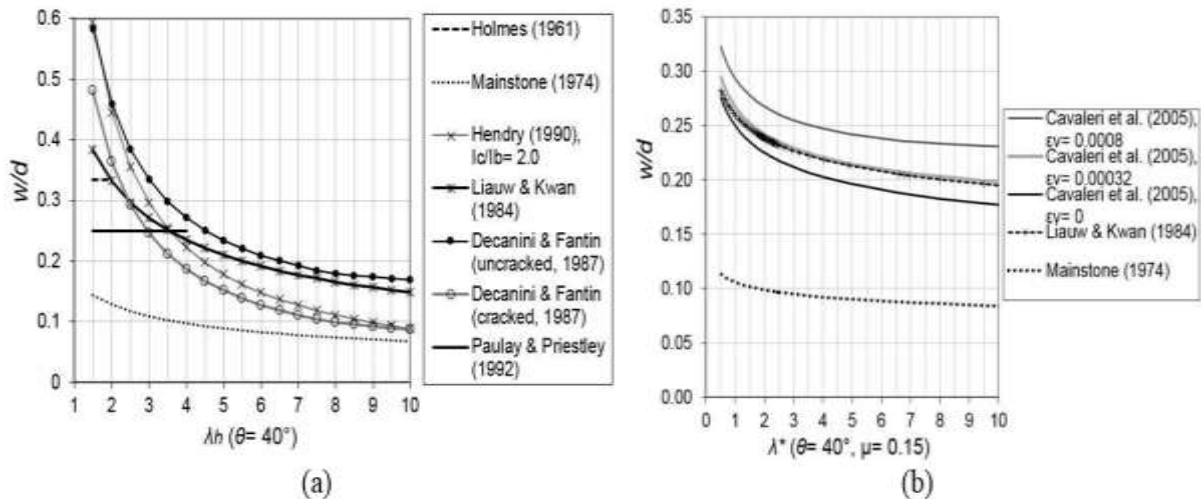 0.6
0.5
0.4
0.3
0.2
0.1
0
w/d
1 2 3 4 5 6 7 8 9 10
λh (θ= 40°)
Holmes (1961)
Mainstone (1974)
Hendry (1990),
Ic/Ib= 2.0
Liauw & Kwan
(1984)
Decanini & Fantin
(uncracked, 1987)
Decanini & Fantin
(cracked, 1987)
Paulay & Priestley
(1992)
(a)
0.35
0.30
0.25
0.20
0.15
0.10
0.05
0.00
w/d
0 1 2 3 4 5 6 7 8 9 10
λ* (θ= 40°, μ= 0.15)
Cavaleri et al. (2005),
εv= 0.0008
Cavaleri et al. (2005),
εv= 0.00032
Cavaleri et al. (2005),
εv= 0
Liauw & Kwan (1984)
Mainstone (1974)
(b)